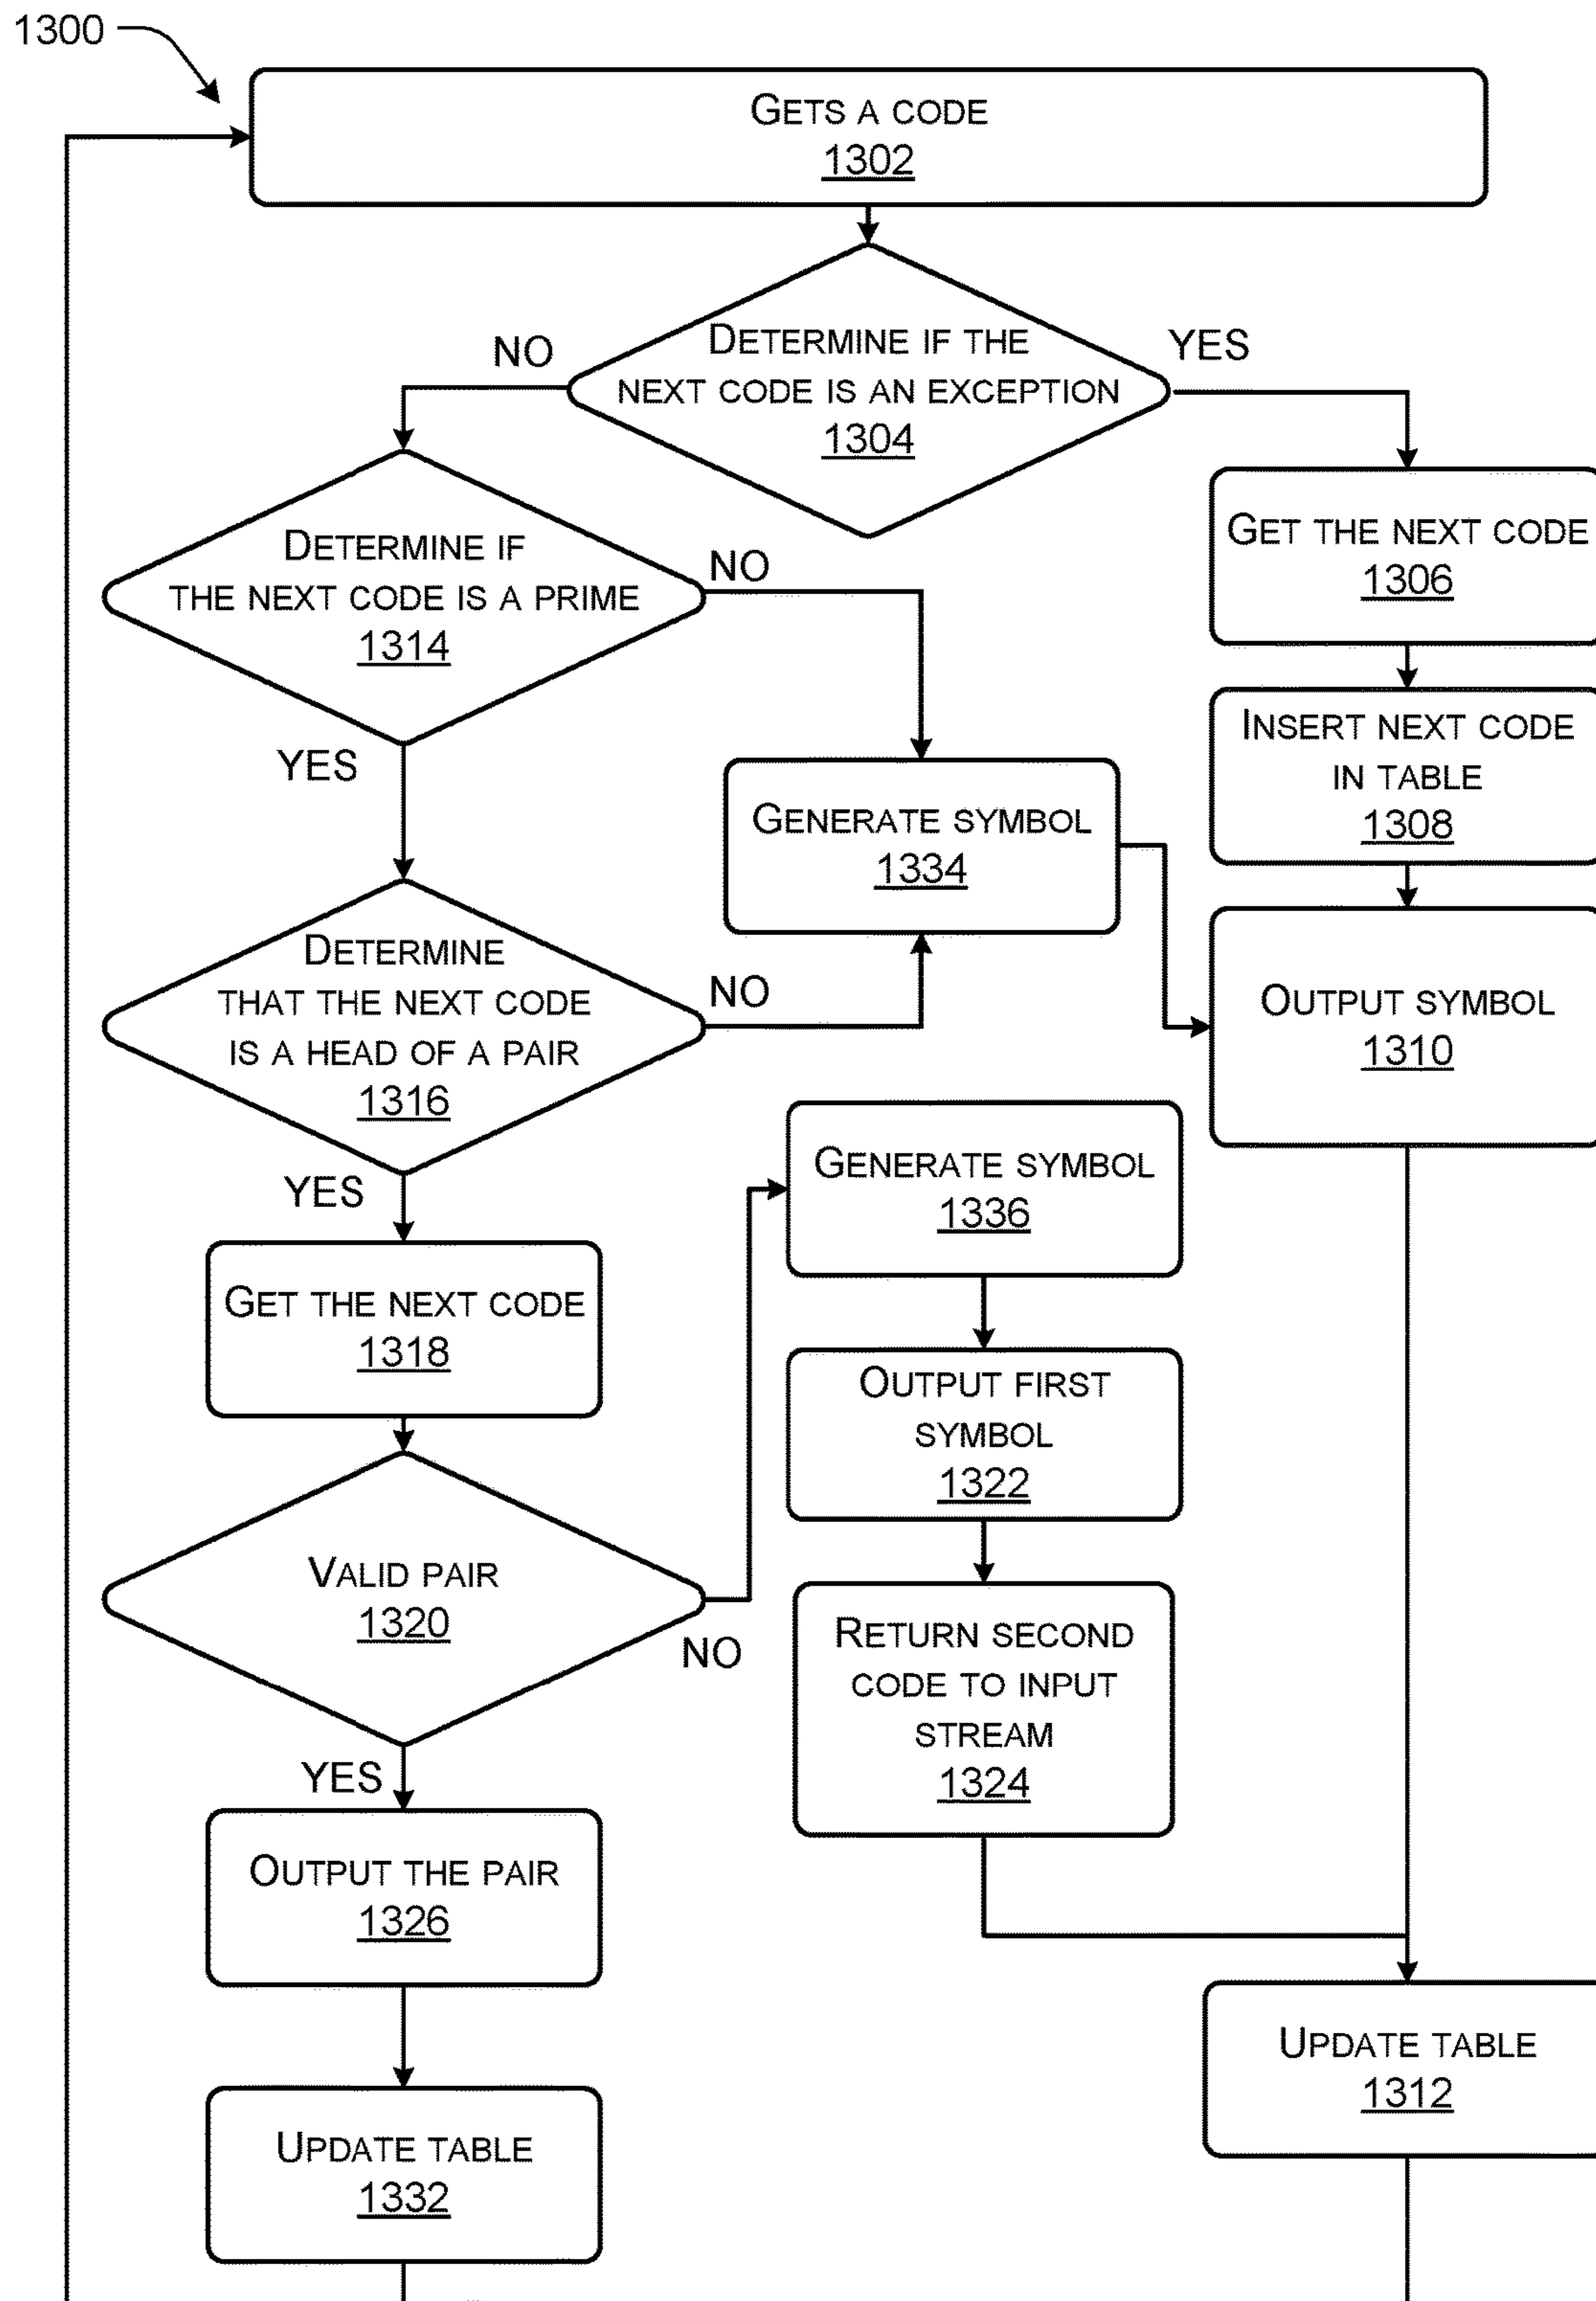 1300
GETS A CODE
1302
DETERMINE IF THE
NEXT CODE IS AN EXCEPTION
1304
NO
YES
DETERMINE IF
THE NEXT CODE IS A PRIME
1314
NO
YES
GET THE NEXT CODE
1306
INSERT NEXT CODE
IN TABLE
1308
GENERATE SYMBOL
1334
DETERMINE
THAT THE NEXT CODE
IS A HEAD OF A PAIR
1316
NO
YES
OUTPUT SYMBOL
1310
GENERATE SYMBOL
1336
GET THE NEXT CODE
1318
OUTPUT FIRST
SYMBOL
1322
VALID PAIR
1320
NO
YES
RETURN SECOND
CODE TO INPUT
STREAM
1324
OUTPUT THE PAIR
1326
UPDATE TABLE
1312
UPDATE TABLE
1332